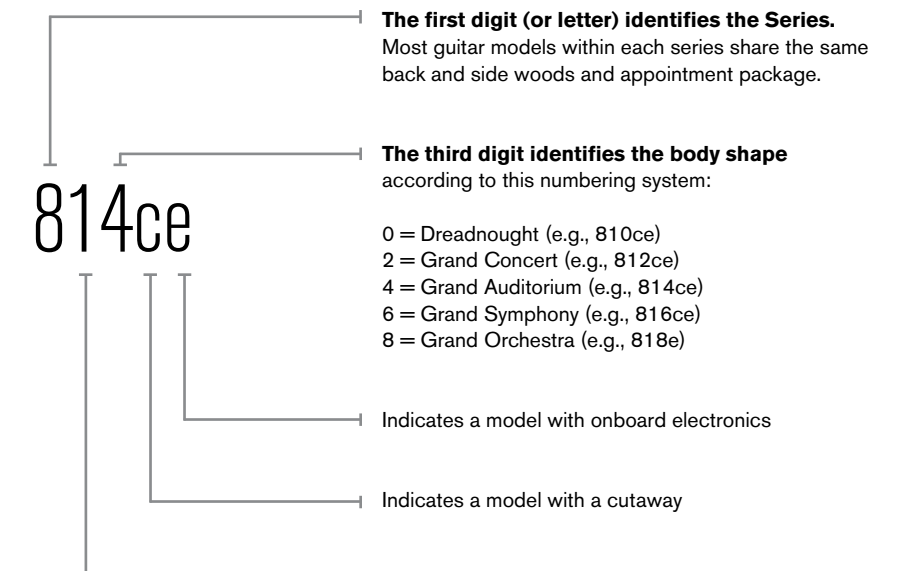 The first digit (or letter) identifies the Series.
Most guitar models within each series share the same
back and side woods and appointment package.
The third digit identifies the body shape
according to this numbering system:
814ce
0 = Dreadnought (e.g., 810ce)
2 = Grand Concert (e.g., 812ce)
4 = Grand Auditorium (e.g., 814ce)
6 = Grand Symphony (e.g., 816ce)
8 = Grand Orchestra (e.g., 818e)
Indicates a model with onboard electronics
Indicates a model with a cutaway